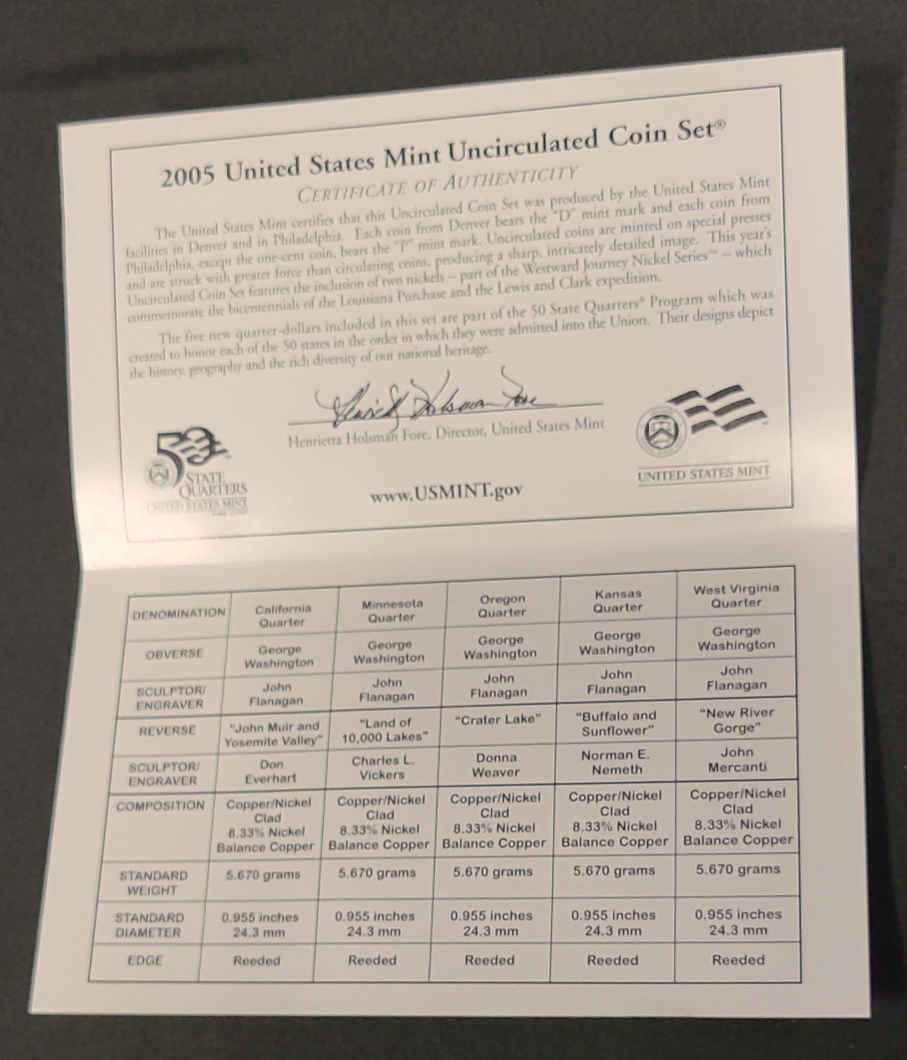 2005 United States Mint Uncirculated Coin Set®
CERTIFICATE OF AUTHENTICITY
The United States Mint certifies that this Uncirculated Coin Set was produced by the United States Mint
facilities in Denver and in Philadelphia. Each coin from Denver bears the "D" mint mark and each coin from
Philadelphia, except the one-cent coin, bears the "P" mint mark. Uncirculated coins are minted on special presses
and are struck with greater force than circulating coins, producing a sharp, intricately detailed image. This year's
Uncirculated Coin Set features the inclusion of two nickels – part of the Westward Journey Nickel Series™ – which
commemorate the bicentennials of the Louisiana Purchase and the Lewis and Clark expedition.
The five new quarter-dollars included in this set are part of the 50 State Quarters® Program which was
created to honor each of the 50 states in the order in which they were admitted into the Union. Their designs depict
the history, geography and the rich diversity of our national heritage.
Henrietta Holsman Fore
Henrietta Holsman Fore, Director, United States Mint
50
STATE
QUARTERS
UNITED STATES MINT
www.USMINT.gov
UNITED STATES MINT
DENOMINATION California Quarter Minnesota Quarter Oregon Quarter Kansas Quarter West Virginia Quarter
OBVERSE George Washington George Washington George Washington George Washington George Washington
SCULPTOR/ ENGRAVER John Flanagan John Flanagan John Flanagan John Flanagan John Flanagan
REVERSE "John Muir and Yosemite Valley" "Land of 10,000 Lakes" "Crater Lake" "Buffalo and Sunflower" "New River Gorge"
SCULPTOR/ ENGRAVER Don Everhart Charles L. Vickers Donna Weaver Norman E. Nemeth John Mercanti
COMPOSITION Copper/Nickel Clad 8.33% Nickel Balance Copper Copper/Nickel Clad 8.33% Nickel Balance Copper Copper/Nickel Clad 8.33% Nickel Balance Copper Copper/Nickel Clad 8.33% Nickel Balance Copper Copper/Nickel Clad 8.33% Nickel Balance Copper
STANDARD WEIGHT 5.670 grams 5.670 grams 5.670 grams 5.670 grams 5.670 grams
STANDARD DIAMETER 0.955 inches 24.3 mm 0.955 inches 24.3 mm 0.955 inches 24.3 mm 0.955 inches 24.3 mm 0.955 inches 24.3 mm
EDGE Reeded Reeded Reeded Reeded Reeded